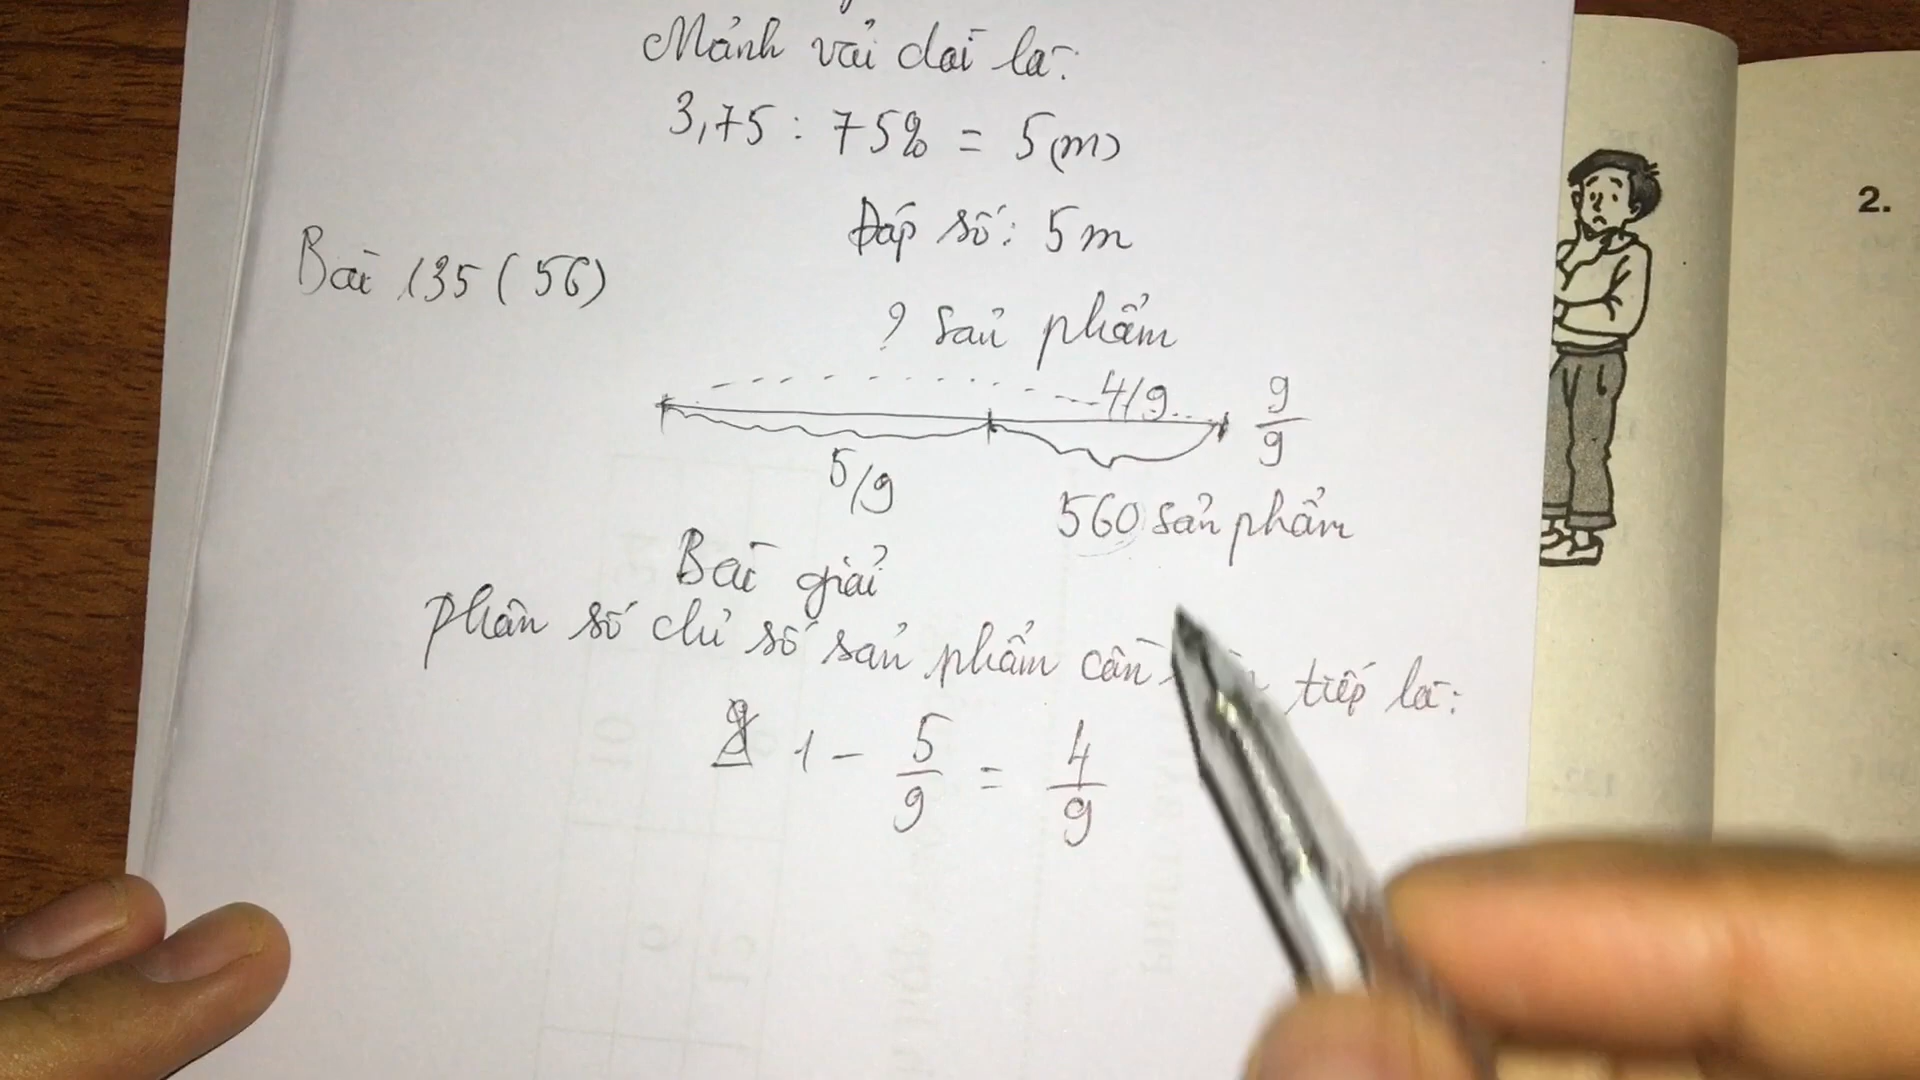 Mảnh vải dài là:
3,75 : 75% = 5(m)
Đáp số: 5m
Bài 135 (56)
? sản phẩm
4/9
9/9
5/9
560 sản phẩm
Bài giải
phân số chỉ số sản phẩm cần tiếp là:
1 - 5/9 = 4/9
2.